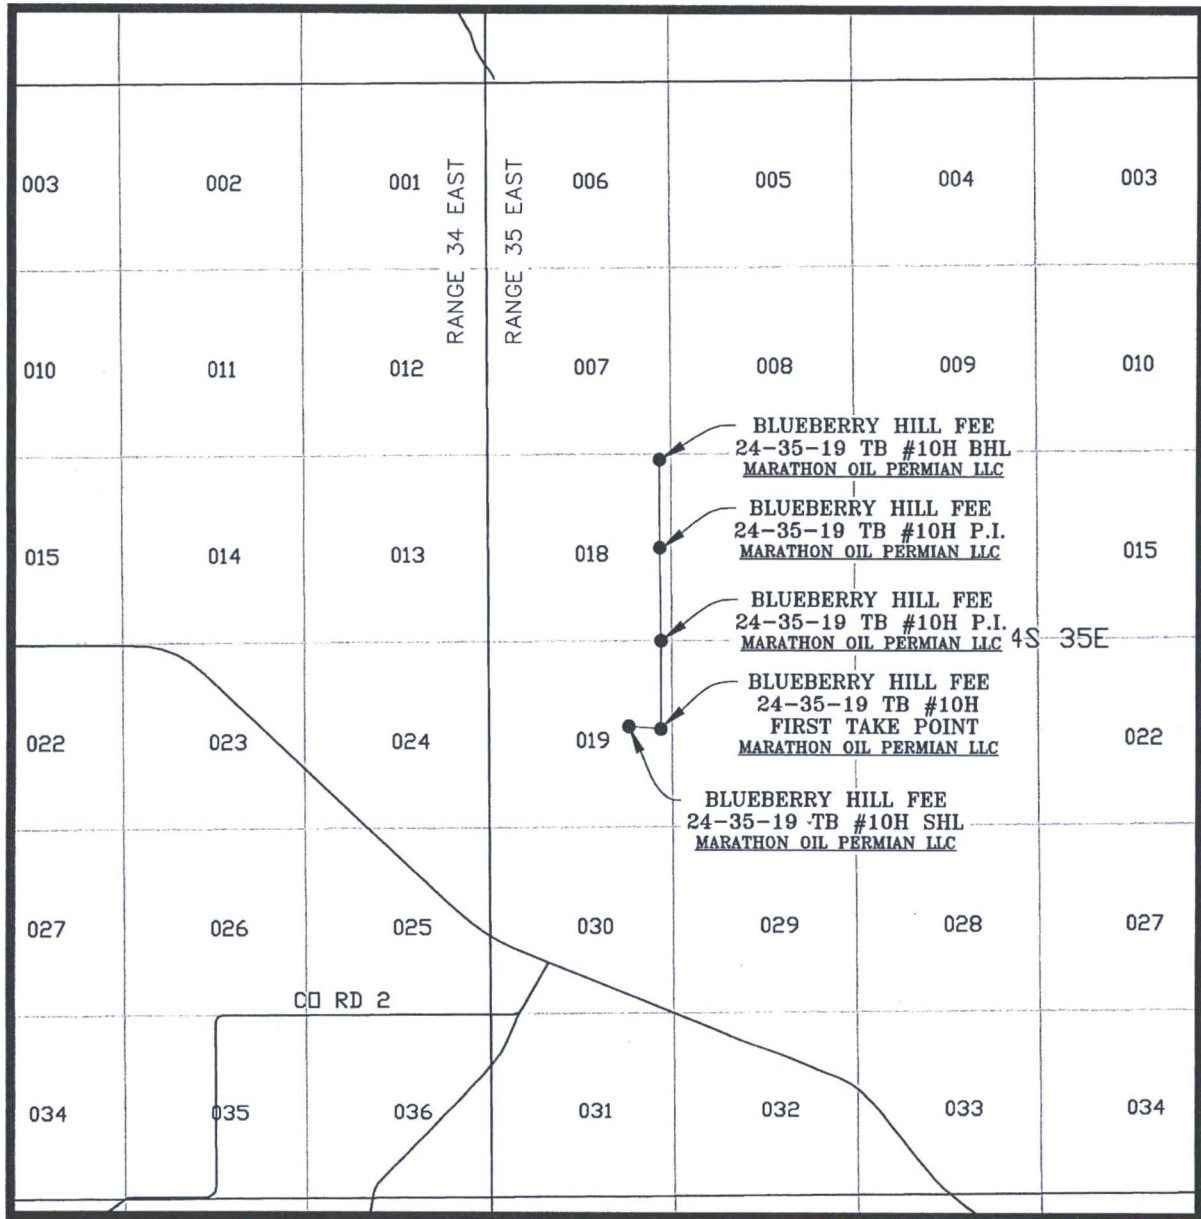 RANGE 34 EAST
RANGE 35 EAST
003 002 001 006 005 004 003
010 011 012 007 008 009 010
BLUEBERRY HILL FEE
24-35-19 TB #10H BHL
MARATHON OIL PERMIAN LLC
BLUEBERRY HILL FEE
24-35-19 TB #10H P.I.
MARATHON OIL PERMIAN LLC
015 014 013 018 015
BLUEBERRY HILL FEE
24-35-19 TB #10H P.I.
MARATHON OIL PERMIAN LLC
4S 35E
BLUEBERRY HILL FEE
24-35-19 TB #10H
FIRST TAKE POINT
MARATHON OIL PERMIAN LLC
022 023 024 019 022
BLUEBERRY HILL FEE
24-35-19 TB #10H SHL
MARATHON OIL PERMIAN LLC
027 026 025 030 029 028 027
CO RD 2
034 035 036 031 032 033 034